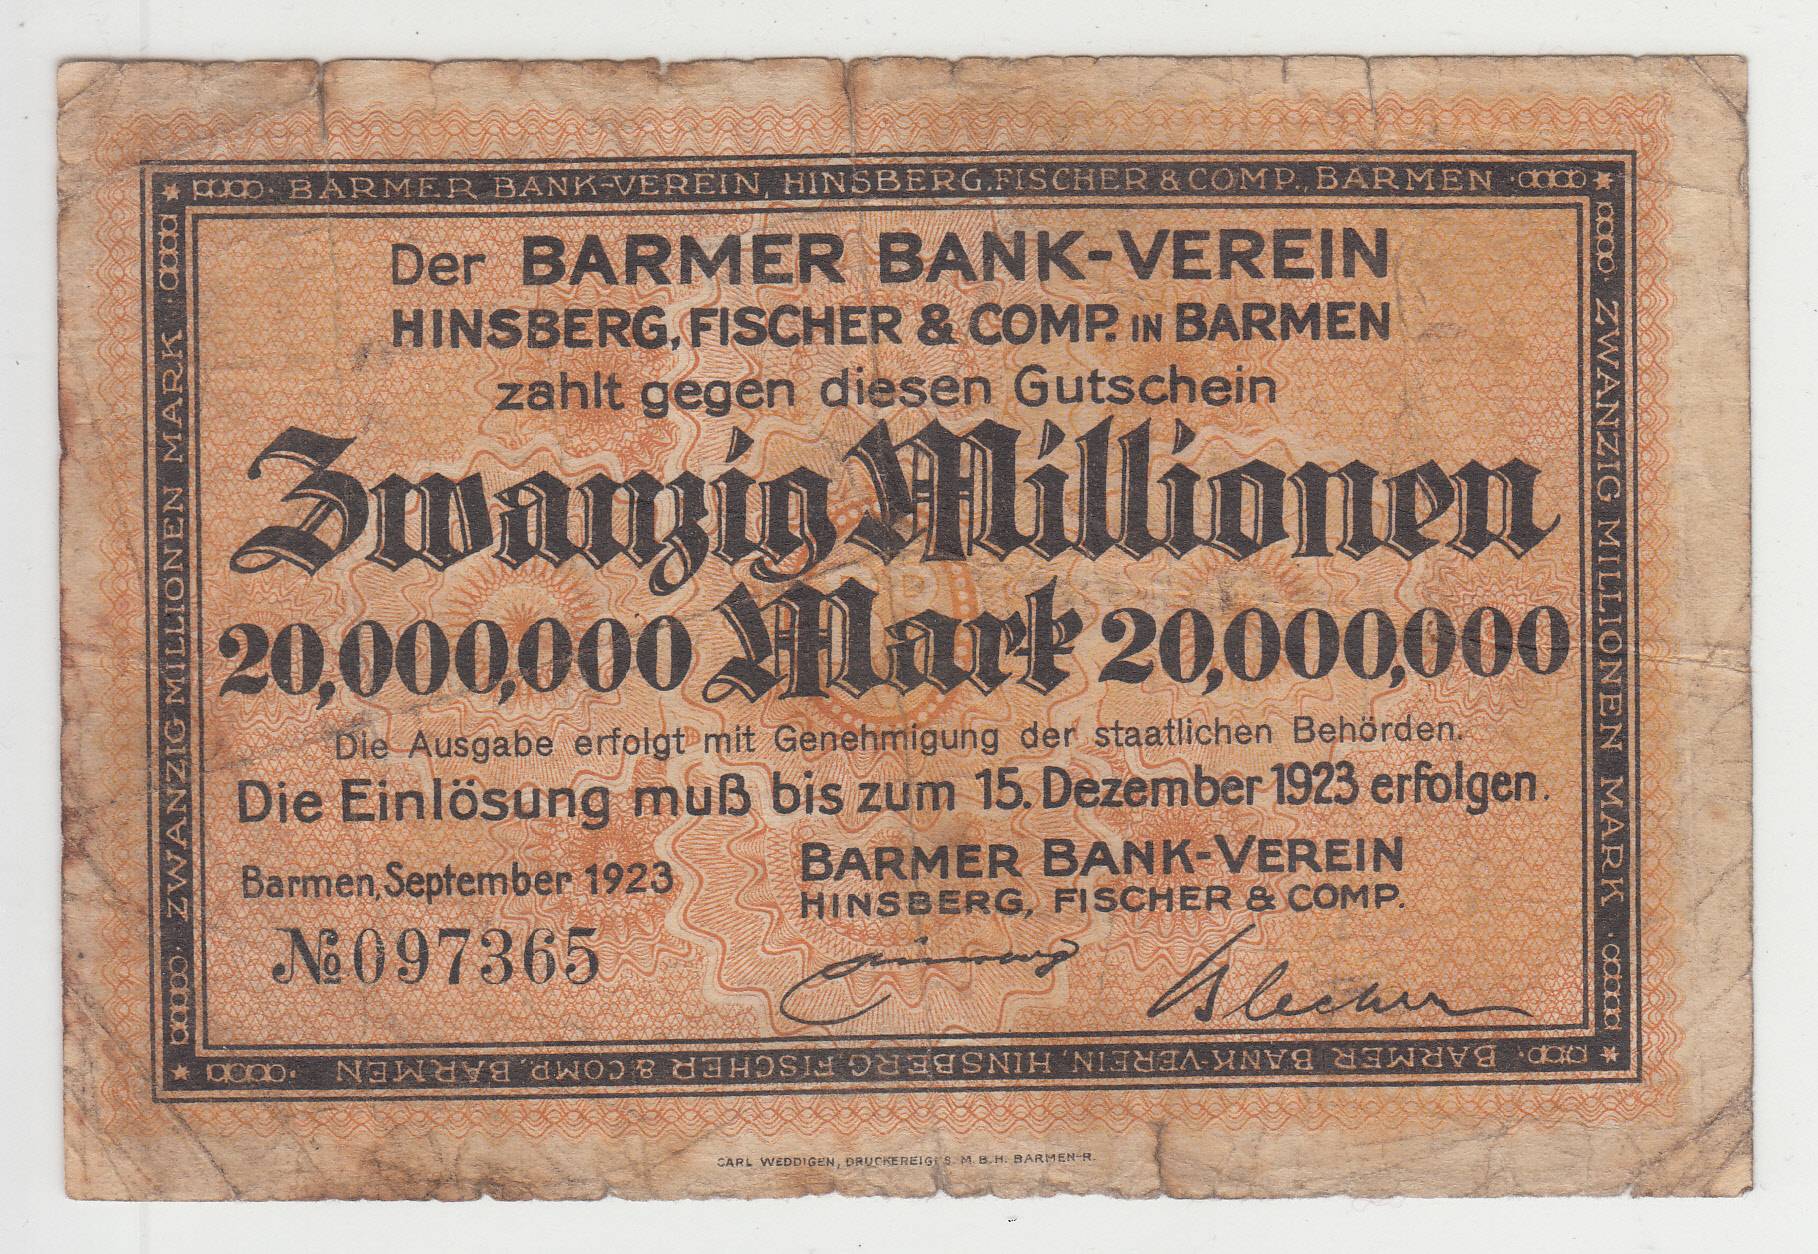 BARMER BANK-VEREIN, HINSBERG, FISCHER & COMP., BARMEN
ZWANZIG MILLIONEN MARK
Der BARMER BANK-VEREIN
HINSBERG, FISCHER & COMP. IN BARMEN
zahlt gegen diesen Gutschein
Zwanzig Millionen
20,000,000 Mark 20,000,000
Die Ausgabe erfolgt mit Genehmigung der staatlichen Behörden.
Die Einlösung muß bis zum 15. Dezember 1923 erfolgen.
Barmen, September 1923
BARMER BANK-VEREIN
HINSBERG, FISCHER & COMP.
№ 097365
ZWANZIG MILLIONEN MARK
BARMER BANK-VEREIN, HINSBERG, FISCHER & COMP., BARMEN
CARL WEDDIGEN, DRUCKEREIGES. M. B. H. BARMEN-R.